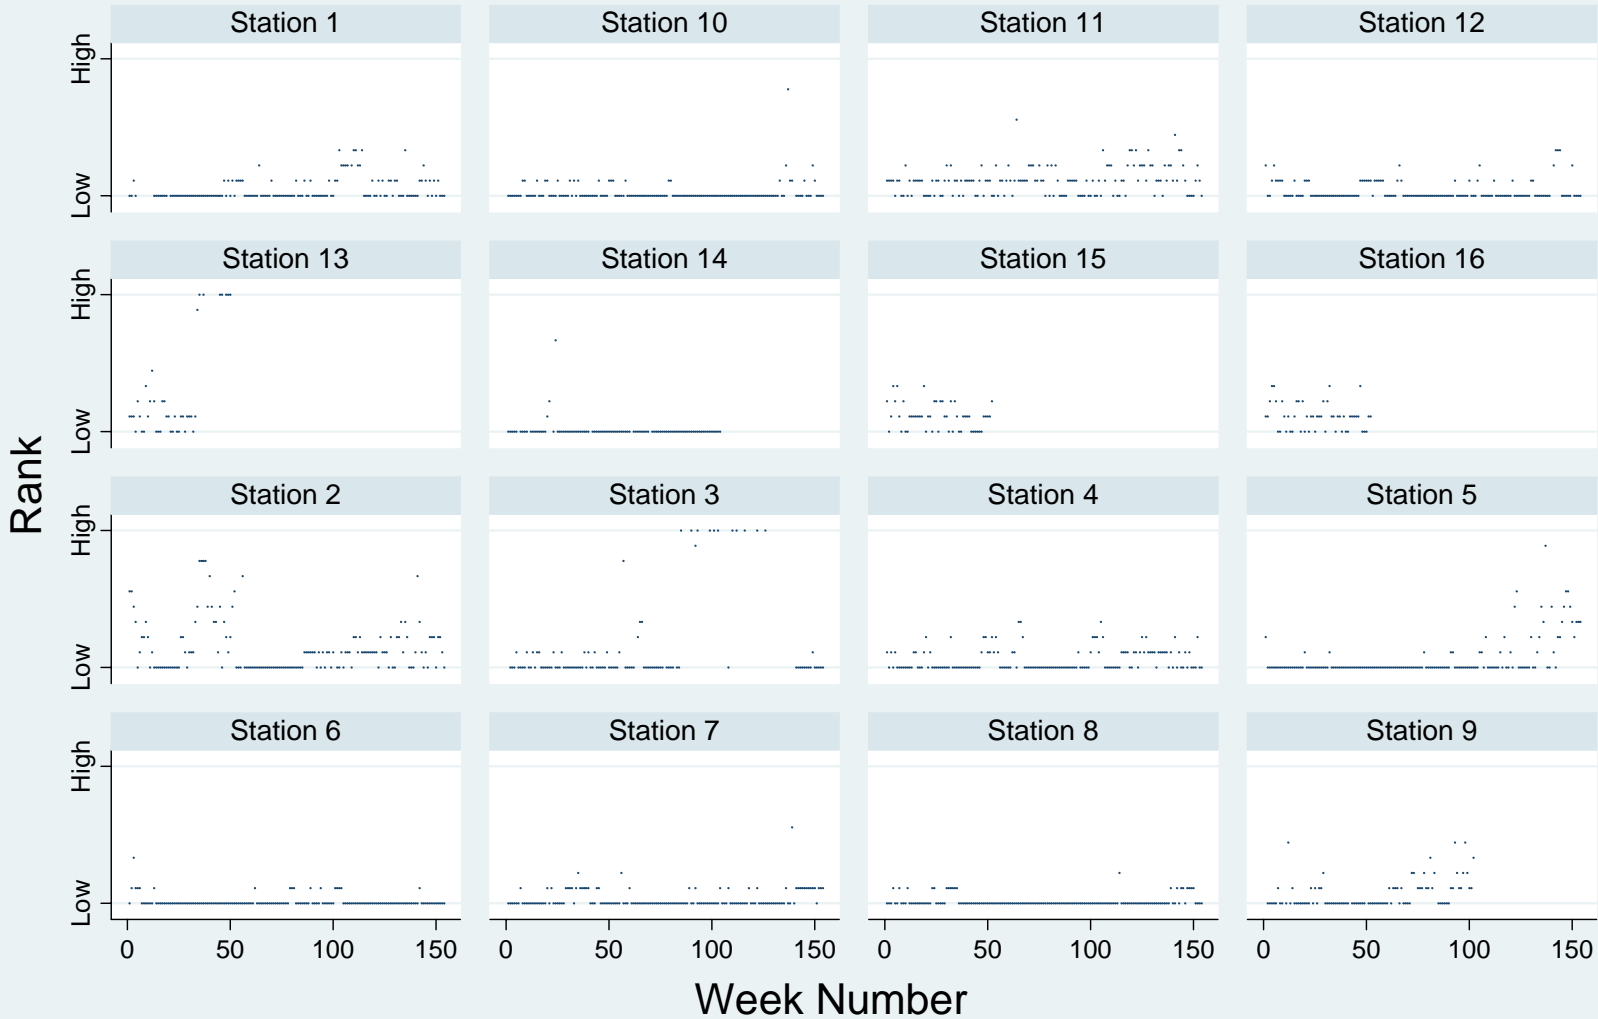 Station 1 Station 10 Station 11 Station 12
High
Low
Station 13 Station 14 Station 15 Station 16
High
Low
Station 2 Station 3 Station 4 Station 5
High
Low
Station 6 Station 7 Station 8 Station 9
High
Low
0 50 100 150 0 50 100 150 0 50 100 150 0 50 100 150
Rank
Week Number